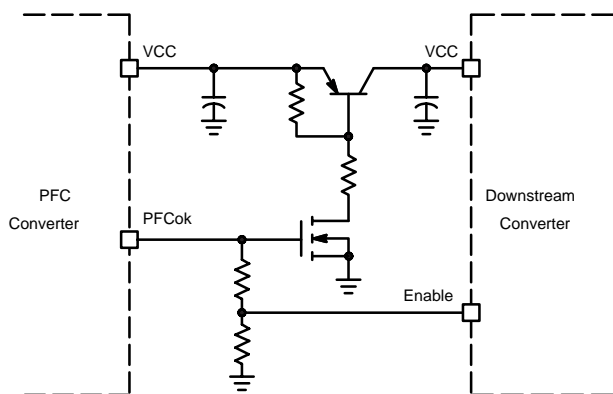 VCC
VCC
PFC
Converter
PFCok
Downstream
Converter
Enable